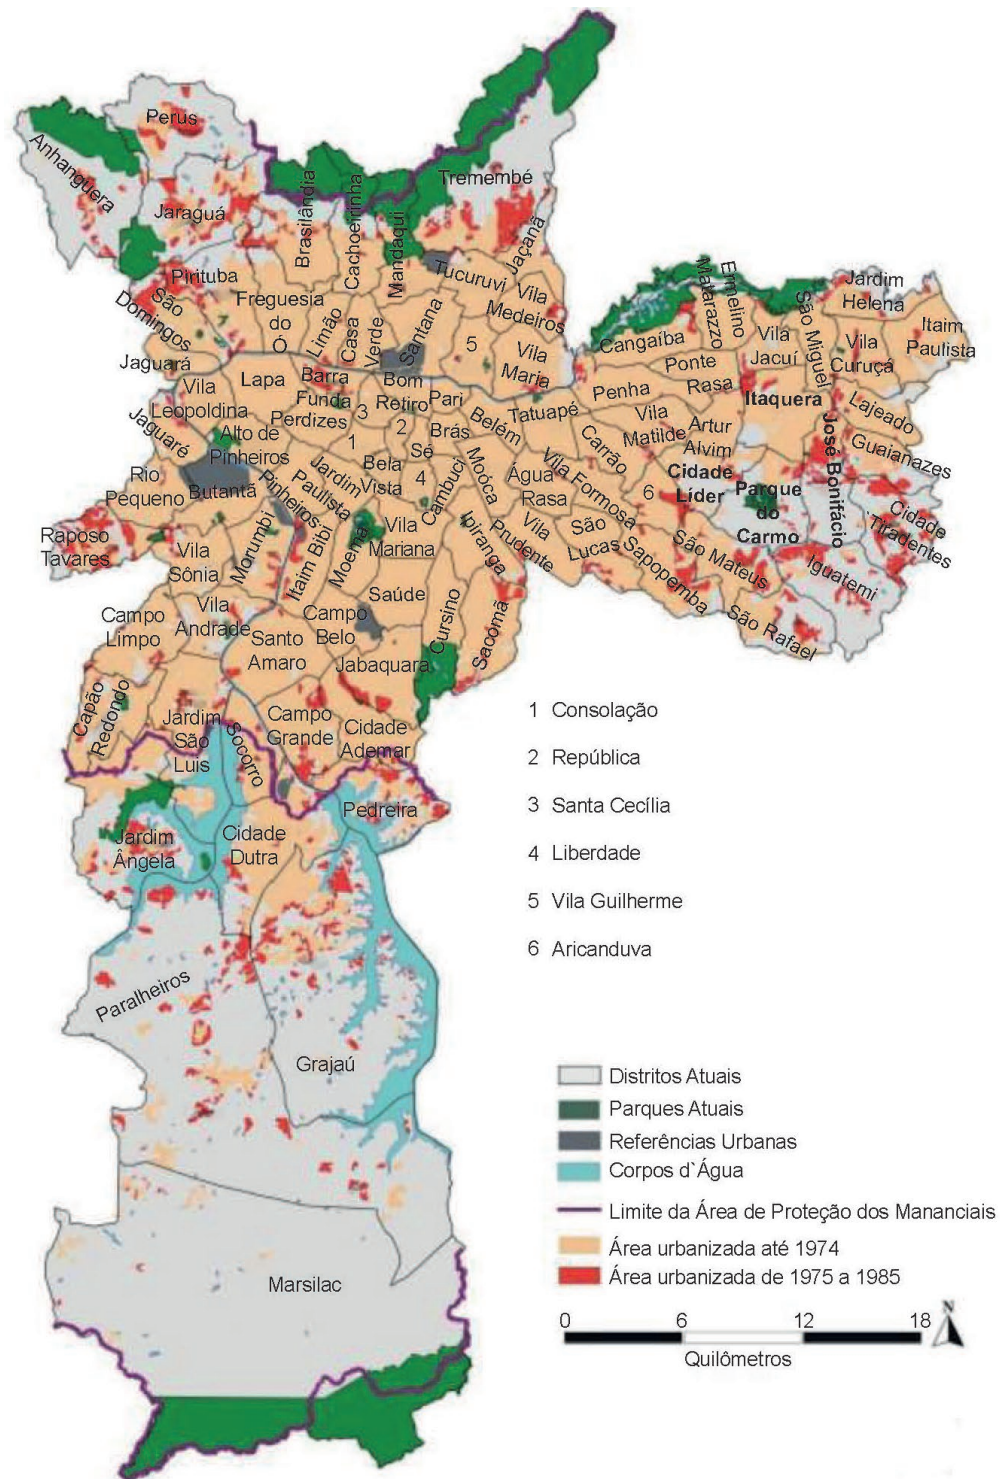 Perus
Anhanguera
Jaraguá
Brasilândia
Cachoeirinha
Mandaqui
Tremembé
Jaçanã
Tucuruvi
Vila
Medeiros
Pirituba
São
Domingos
Freguesia
do
Ó
Limão
Casa
Verde
Santana
5
Vila
Maria
Jaguará
Vila
Leopoldina
Lapa
Barra
Funda
Perdizes
Bom
Retiro
Pari
3
2
1
Sé
Brás
Belém
Tatuapé
Cangaíba
Ermelino
Matarazzo
São Miguel
Jardim
Helena
Itaim
Paulista
Vila
Jacuí
Vila
Curuçá
Ponte
Rasa
Penha
Itaquera
Lajeado
Vila
Matilde
Artur
Alvim
Guaianazes
José Bonifácio
Cidade
Líder
Parque
do
Carmo
Cidade
Tiradentes
Iguatemi
Carrão
Vila Formosa
6
Água
Rasa
Mooca
Cambuci
4
Bela
Vista
Jardim
Paulista
Pinheiros
Alto de
Pinheiros
Jaguaré
Rio
Pequeno
Butantã
Raposo
Tavares
Vila
Sônia
Morumbi
Itaim Bibi
Moema
Vila
Mariana
Ipiranga
Vila
Prudente
São
Lucas
Sapopemba
São Mateus
São Rafael
Saúde
Cursino
Sacomã
Campo
Limpo
Vila
Andrade
Santo
Amaro
Campo
Belo
Jabaquara
Capão
Redondo
Jardim
São
Luis
Socorro
Campo
Grande
Cidade
Ademar
Pedreira
Jardim
Ângela
Cidade
Dutra
Paralheiros
Grajaú
Marsilac
1 Consolação
2 República
3 Santa Cecília
4 Liberdade
5 Vila Guilherme
6 Aricanduva
Distritos Atuais
Parques Atuais
Referências Urbanas
Corpos d`Água
Limite da Área de Proteção dos Mananciais
Área urbanizada até 1974
Área urbanizada de 1975 a 1985
0 6 12 18
Quilômetros
N